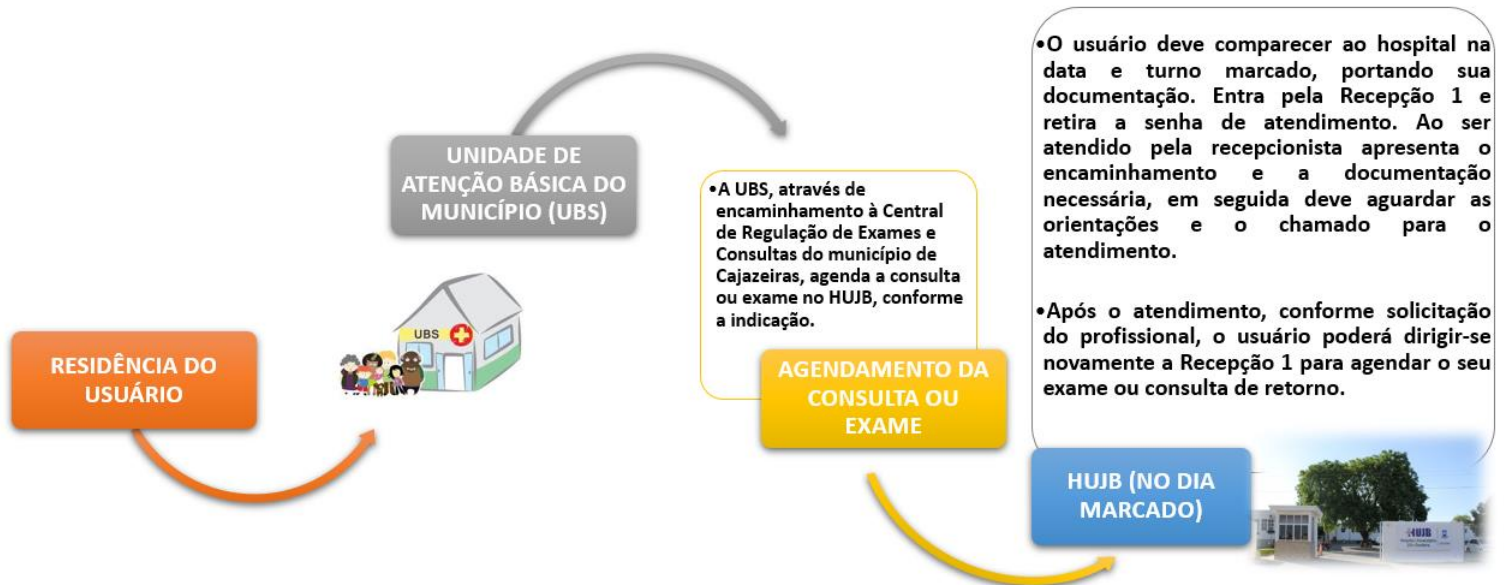 RESIDÊNCIA DO
USUÁRIO
UBS
UNIDADE DE
ATENÇÃO BÁSICA DO
MUNICÍPIO (UBS)
•A UBS, através de
encaminhamento à Central
de Regulação de Exames e
Consultas do município de
Cajazeiras, agenda a consulta
ou exame no HUJB, conforme
a indicação.
AGENDAMENTO DA
CONSULTA OU
EXAME
•O usuário deve comparecer ao hospital na
data e turno marcado, portando sua
documentação. Entra pela Recepção 1 e
retira a senha de atendimento. Ao ser
atendido pela recepcionista apresenta o
encaminhamento e a documentação
necessária, em seguida deve aguardar as
orientações e o chamado para o
atendimento.
•Após o atendimento, conforme solicitação
do profissional, o usuário poderá dirigir-se
novamente a Recepção 1 para agendar o seu
exame ou consulta de retorno.
HUJB (NO DIA
MARCADO)
HUJB